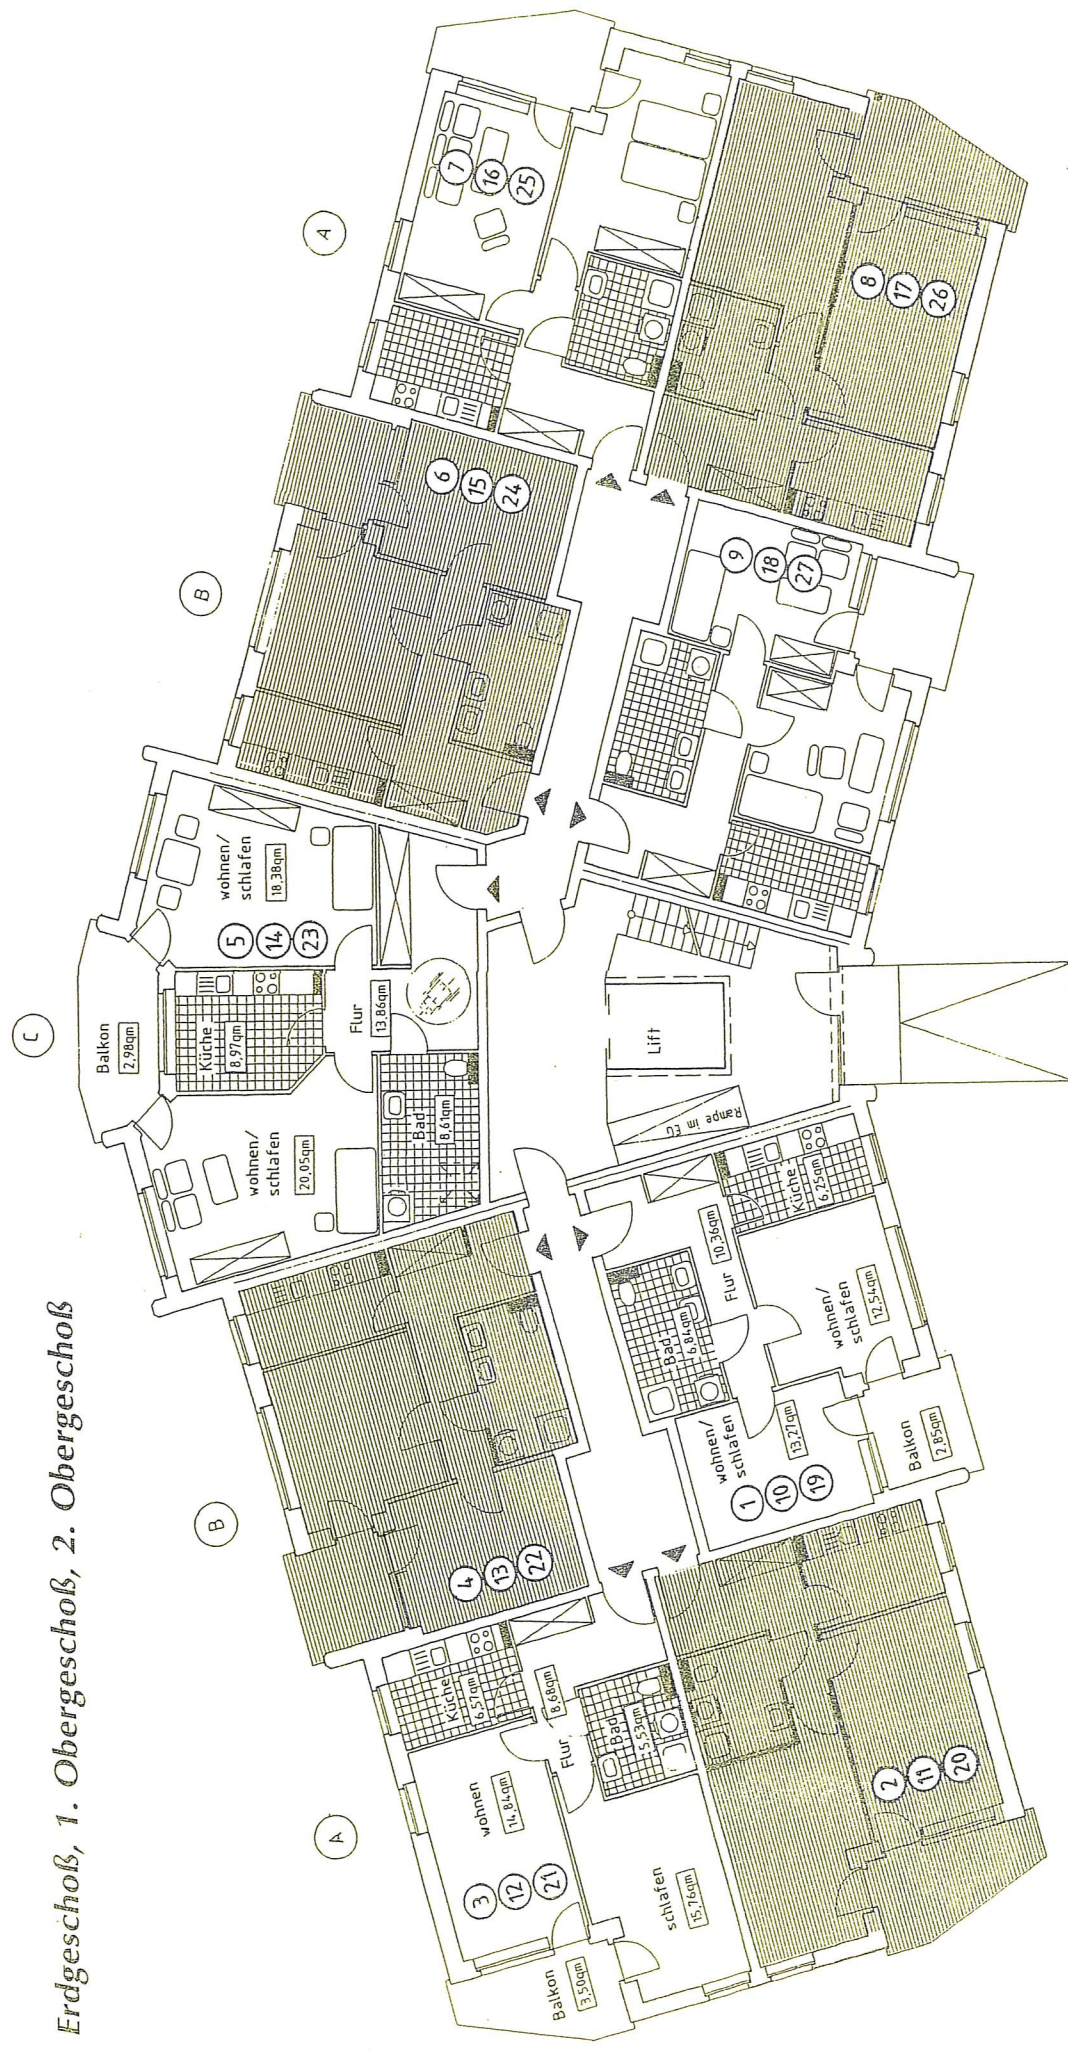 Erdgeschoß, 1. Obergeschoß, 2. Obergeschoß
A
B
C
B
A
Balkon
3,50qm
wohnen
14,84qm
3
12
21
schlafen
15,76qm
Küche
6,57qm
Flur
8,68qm
Bad
5,53qm
2
11
20
4
13
22
wohnen/
schlafen
20,05qm
Balkon
2,98qm
Küche
8,97qm
wohnen/
schlafen
18,38qm
5
14
23
Flur
13,86qm
Bad
8,61qm
wohnen/
schlafen
13,27qm
1
10
19
Balkon
2,85qm
Bad
6,84qm
Flur
10,36qm
wohnen/
schlafen
12,54qm
Küche
6,25qm
Rampe im EG
Lift
6
15
24
9
18
27
7
16
25
8
17
26